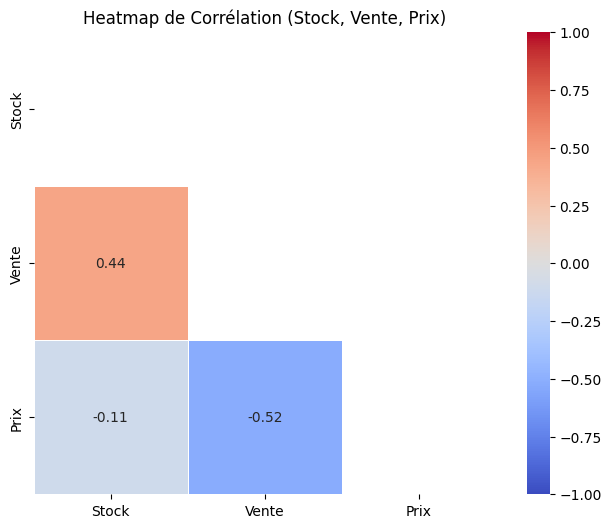 Heatmap de Corrélation (Stock, Vente, Prix)
Stock
Vente
Prix
0.44
-0.11
-0.52
Stock
Vente
Prix
1.00
0.75
0.50
0.25
0.00
−0.25
−0.50
−0.75
−1.00